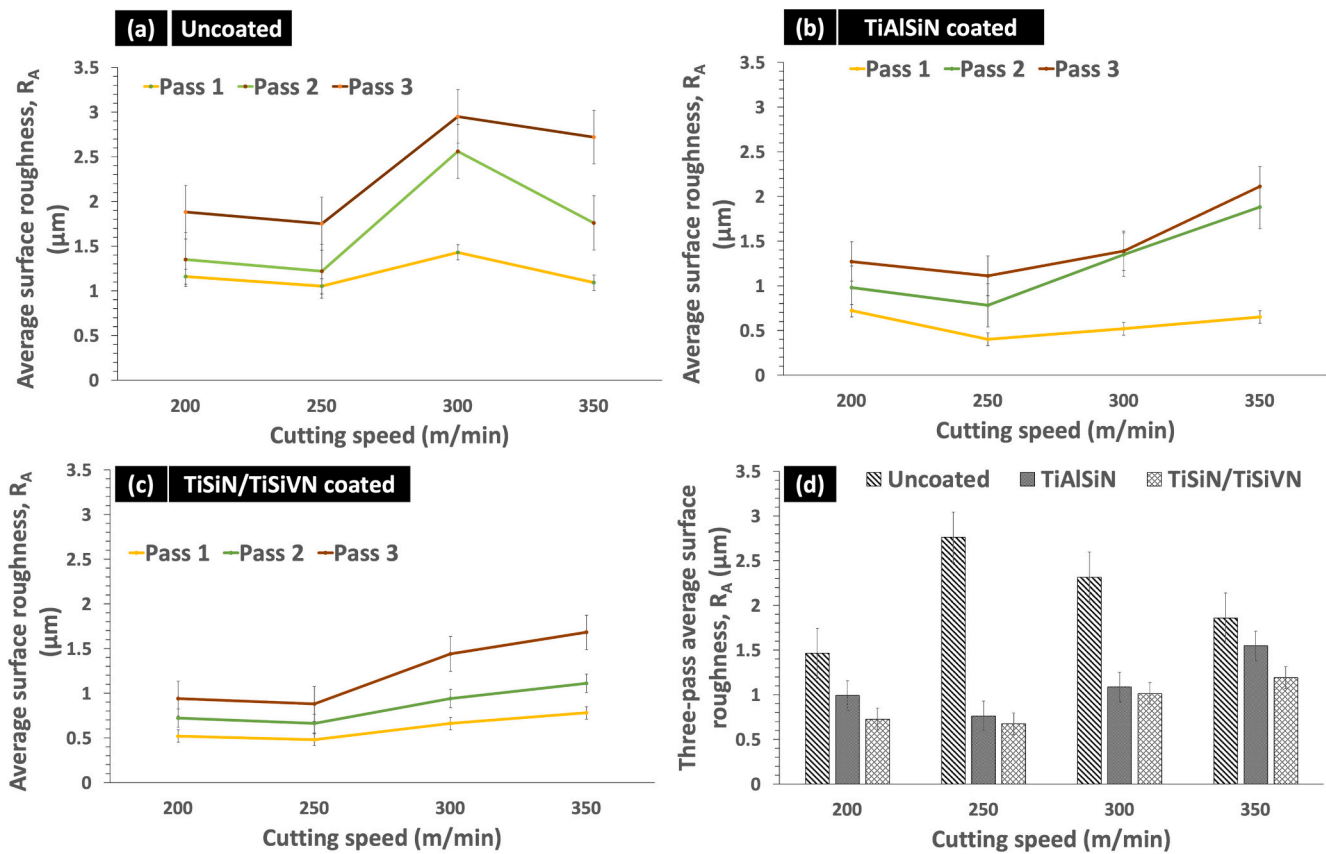 (a) Uncoated
Average surface roughness, RA
(μm)
3.5
3
2.5
2
1.5
1
0.5
0
Pass 1 Pass 2 Pass 3
200 250 300 350
Cutting speed (m/min)
(b) TiAlSiN coated
Average surface roughness, RA
(μm)
3.5
3
2.5
2
1.5
1
0.5
0
Pass 1 Pass 2 Pass 3
200 250 300 350
Cutting speed (m/min)
(c) TiSiN/TiSiVN coated
Average surface roughness, RA
(μm)
3.5
3
2.5
2
1.5
1
0.5
0
Pass 1 Pass 2 Pass 3
200 250 300 350
Cutting speed (m/min)
(d)
Three-pass average surface
roughness, RA (μm)
3.5
3
2.5
2
1.5
1
0.5
0
Uncoated TiAlSiN TiSiN/TiSiVN
200 250 300 350
Cutting speed (m/min)